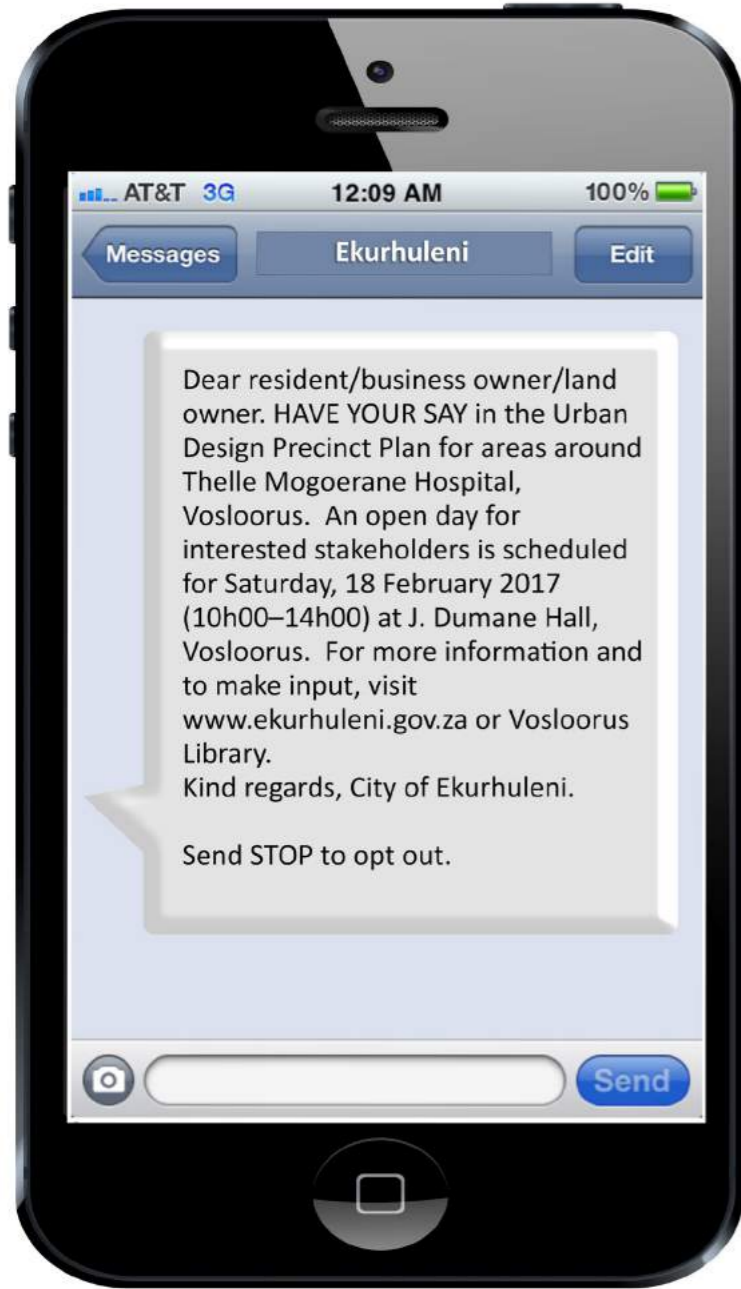 AT&T 3G 12:09 AM 100%
Messages Ekurhuleni Edit
Dear resident/business owner/land
owner. HAVE YOUR SAY in the Urban
Design Precinct Plan for areas around
Thelle Mogoerane Hospital,
Vosloorus.  An open day for
interested stakeholders is scheduled
for Saturday, 18 February 2017
(10h00–14h00) at J. Dumane Hall,
Vosloorus.  For more information and
to make input, visit
www.ekurhuleni.gov.za or Vosloorus
Library.
Kind regards, City of Ekurhuleni.
Send STOP to opt out.
Send